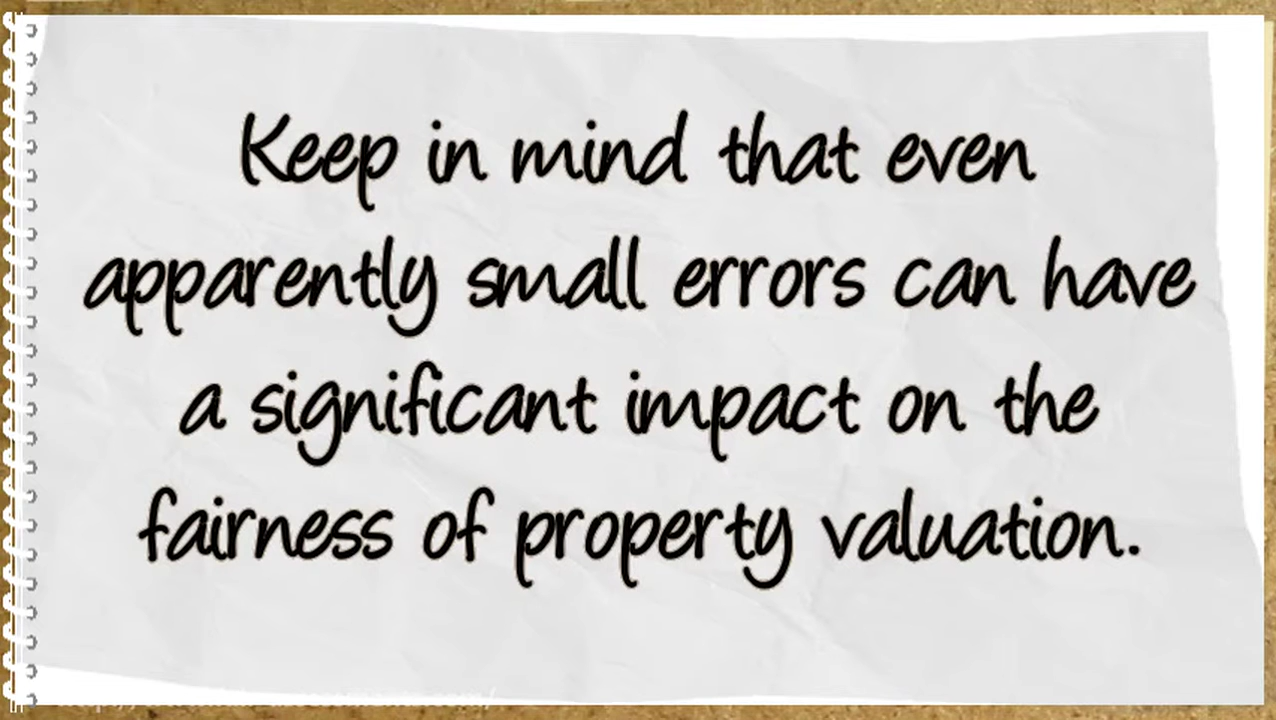 Keep in mind that even
apparently small errors can have
a significant impact on the
fairness of property valuation.